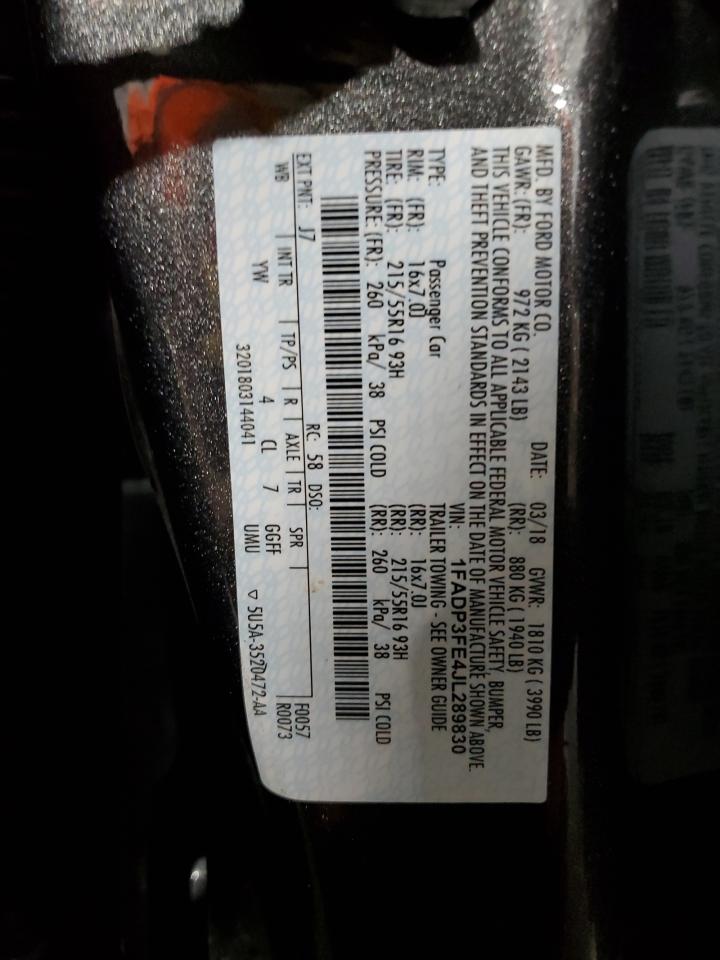 MFD. BY FORD MOTOR CO. DATE: 03/18 GVWR: 1810 KG ( 3990 LB)
GAWR: (FR): 972 KG ( 2143 LB) (RR): 880 KG ( 1940 LB)
THIS VEHICLE CONFORMS TO ALL APPLICABLE FEDERAL MOTOR VEHICLE SAFETY, BUMPER,
AND THEFT PREVENTION STANDARDS IN EFFECT ON THE DATE OF MANUFACTURE SHOWN ABOVE.
VIN: 1FADP3FE4JL289830
TYPE: Passenger Car TRAILER TOWING - SEE OWNER GUIDE
RIM: (FR): 16x7.0J (RR): 16x7.0J
TIRE: (FR): 215/55R16 93H (RR): 215/55R16 93H
PRESSURE: (FR): 260 kPa/ 38 PSI COLD (RR): 260 kPa/ 38 PSI COLD
EXT PNT: J7 RC: 58 DSO: F0057
WB INT TR TP/PS R AXLE TR SPR R0073
YW 4 CL 7 GGFF
3201803144041 UMU ▽ 5U5A-3520472-AA